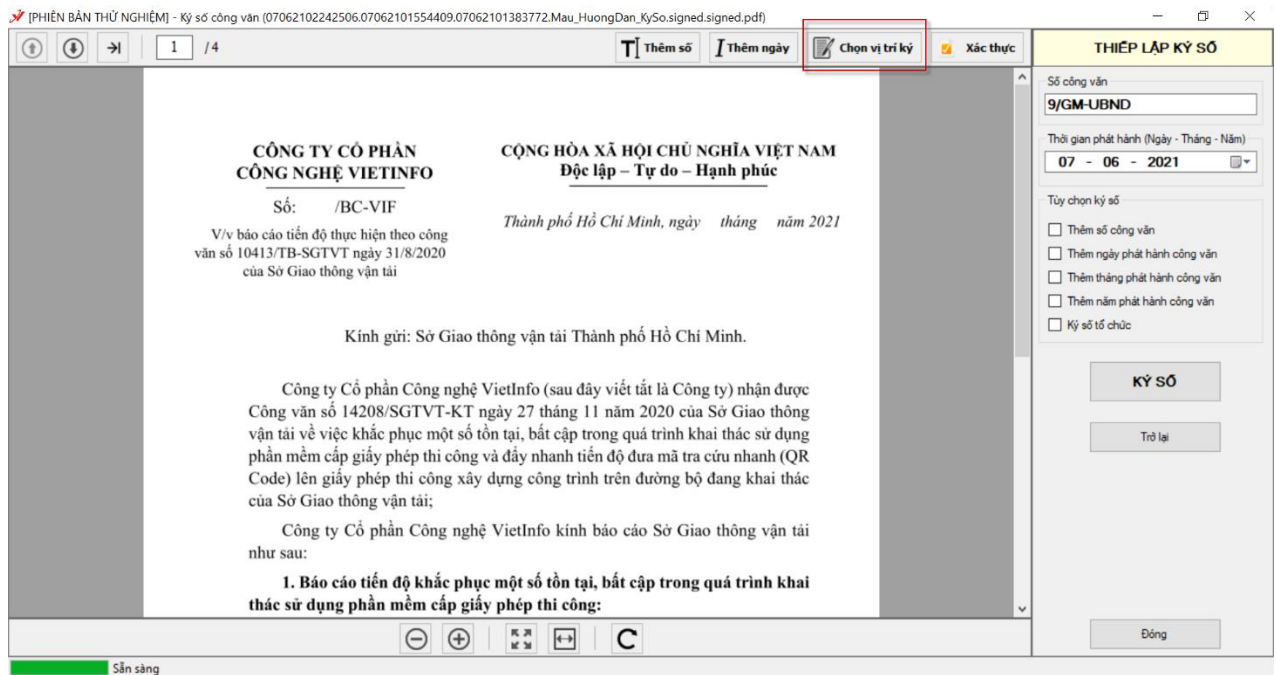 [PHIÊN BẢN THỬ NGHIỆM] - Ký số công văn (07062102242506.07062101554409.07062101383772.Mau_HuongDan_KySo.signed.signed.pdf)
1 / 4
Thêm số
Thêm ngày
Chọn vị trí ký
Xác thực
CÔNG TY CỔ PHẦN
CÔNG NGHỆ VIETINFO
Số: /BC-VIF
V/v báo cáo tiến độ thực hiện theo công
văn số 10413/TB-SGTVT ngày 31/8/2020
của Sở Giao thông vận tải
CỘNG HÒA XÃ HỘI CHỦ NGHĨA VIỆT NAM
Độc lập – Tự do – Hạnh phúc
Thành phố Hồ Chí Minh, ngày tháng năm 2021
Kính gửi: Sở Giao thông vận tải Thành phố Hồ Chí Minh.
Công ty Cổ phần Công nghệ VietInfo (sau đây viết tắt là Công ty) nhận được
Công văn số 14208/SGTVT-KT ngày 27 tháng 11 năm 2020 của Sở Giao thông
vận tải về việc khắc phục một số tồn tại, bất cập trong quá trình khai thác sử dụng
phần mềm cấp giấy phép thi công và đẩy nhanh tiến độ đưa mã tra cứu nhanh (QR
Code) lên giấy phép thi công xây dựng công trình trên đường bộ đang khai thác
của Sở Giao thông vận tải;
Công ty Cổ phần Công nghệ VietInfo kính báo cáo Sở Giao thông vận tải
như sau:
1. Báo cáo tiến độ khắc phục một số tồn tại, bất cập trong quá trình khai
thác sử dụng phần mềm cấp giấy phép thi công:
THIẾP LẬP KÝ SỐ
Số công văn
9/GM-UBND
Thời gian phát hành (Ngày - Tháng - Năm)
07 - 06 - 2021
Tùy chọn ký số
Thêm số công văn
Thêm ngày phát hành công văn
Thêm tháng phát hành công văn
Thêm năm phát hành công văn
Ký số tổ chức
KÝ SỐ
Trở lại
Đóng
Sẵn sàng